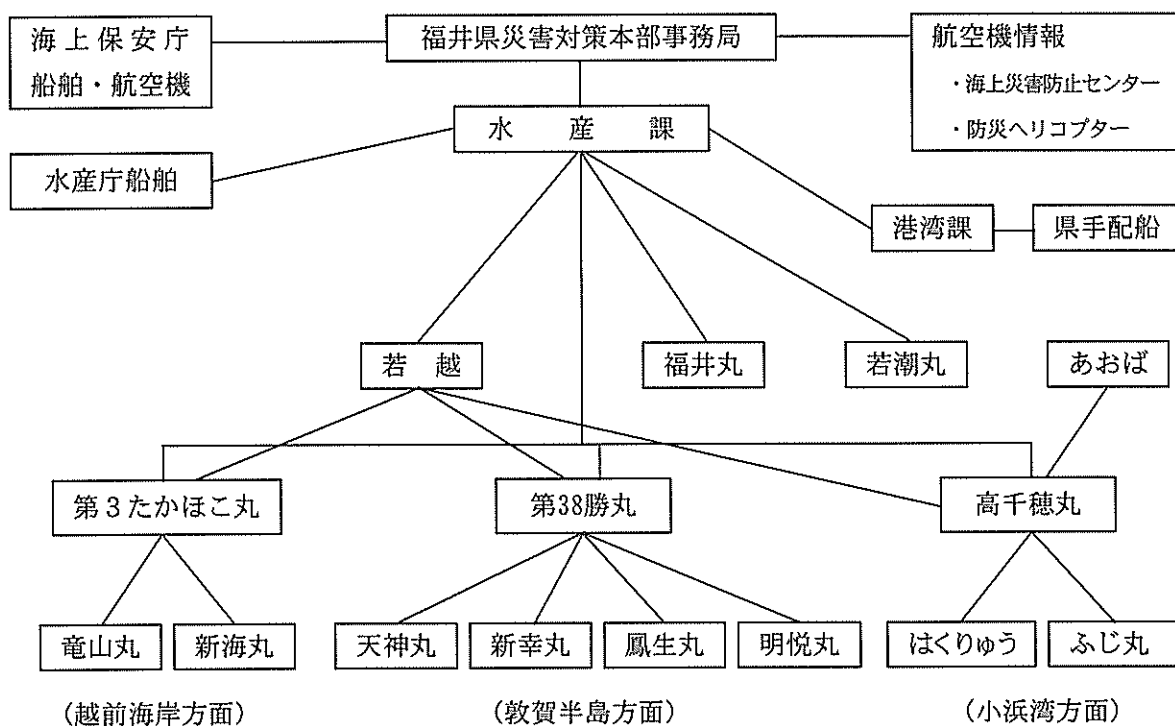 海上保安庁
船舶・航空機
福井県災害対策本部事務局
航空機情報
・海上災害防止センター
・防災ヘリコプター
水産課
水産庁船舶
港湾課
県手配船
若越
福井丸
若潮丸
あおば
第3たかほこ丸
第38勝丸
高千穂丸
竜山丸
新海丸
天神丸
新幸丸
鳳生丸
明悦丸
はくりゅう
ふじ丸
(越前海岸方面)
(敦賀半島方面)
(小浜湾方面)